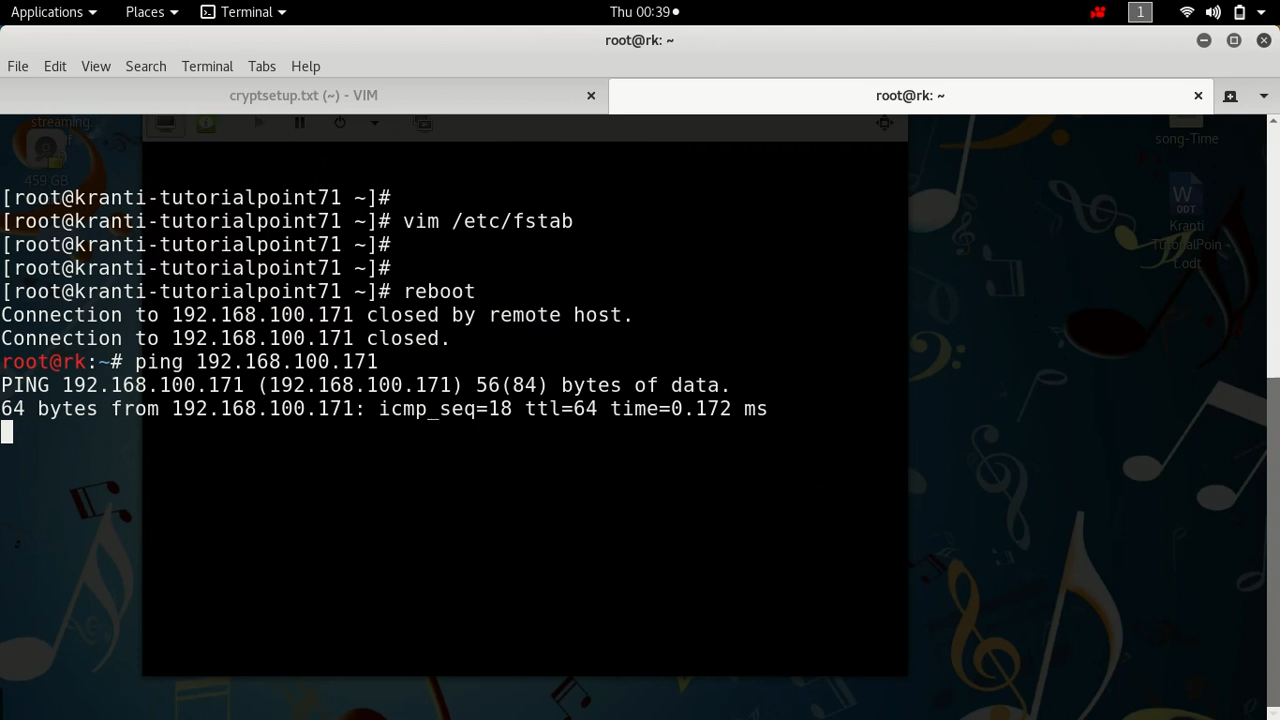 Applications Places Terminal Thu 00:39 1
root@rk: ~
File Edit View Search Terminal Tabs Help
cryptsetup.txt (~) - VIM root@rk: ~
streaming
459 GB
song-Time
[root@kranti-tutorialpoint71 ~]#
[root@kranti-tutorialpoint71 ~]# vim /etc/fstab
[root@kranti-tutorialpoint71 ~]#
[root@kranti-tutorialpoint71 ~]#
[root@kranti-tutorialpoint71 ~]# reboot
Connection to 192.168.100.171 closed by remote host.
Connection to 192.168.100.171 closed.
root@rk:~# ping 192.168.100.171
PING 192.168.100.171 (192.168.100.171) 56(84) bytes of data.
64 bytes from 192.168.100.171: icmp_seq=18 ttl=64 time=0.172 ms
W
ODT
Kranti
TutorialPoin
t.odt